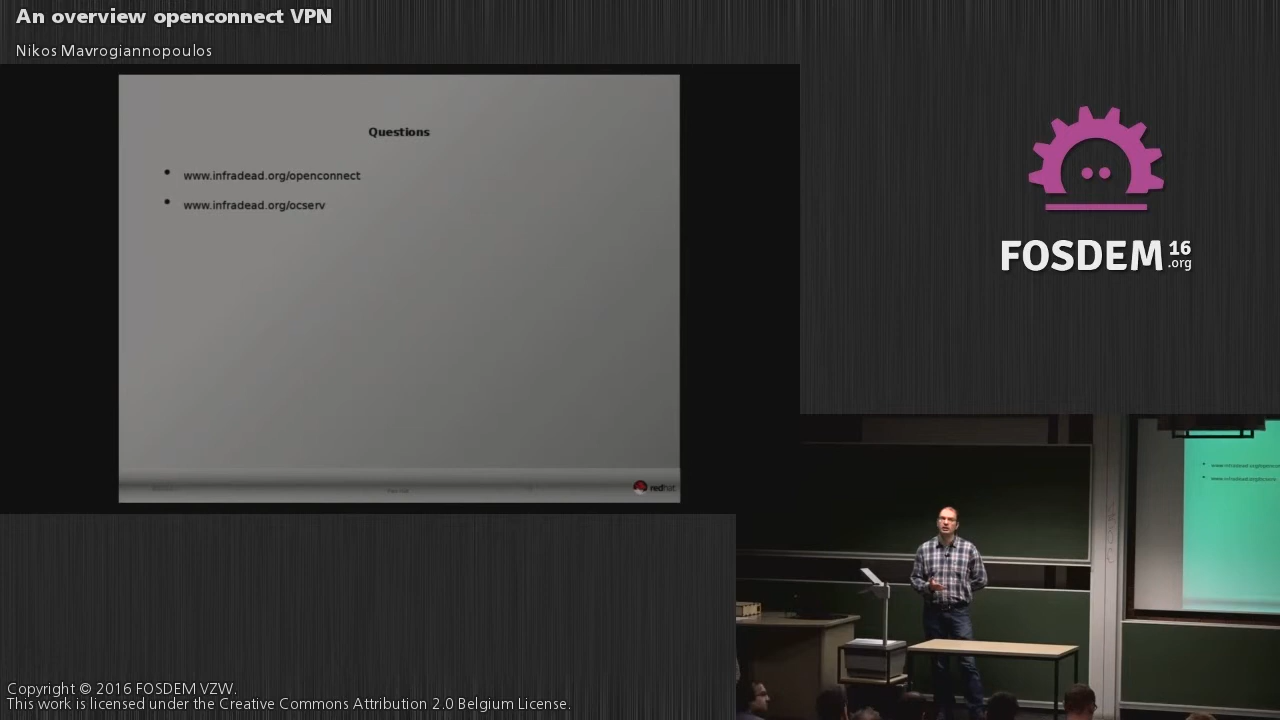 An overview openconnect VPN
Nikos Mavrogiannopoulos
Questions
• www.infradead.org/openconnect
• www.infradead.org/ocserv
redhat
FOSDEM 16
.org
Copyright © 2016 FOSDEM VZW.
This work is licensed under the Creative Commons Attribution 2.0 Belgium License.